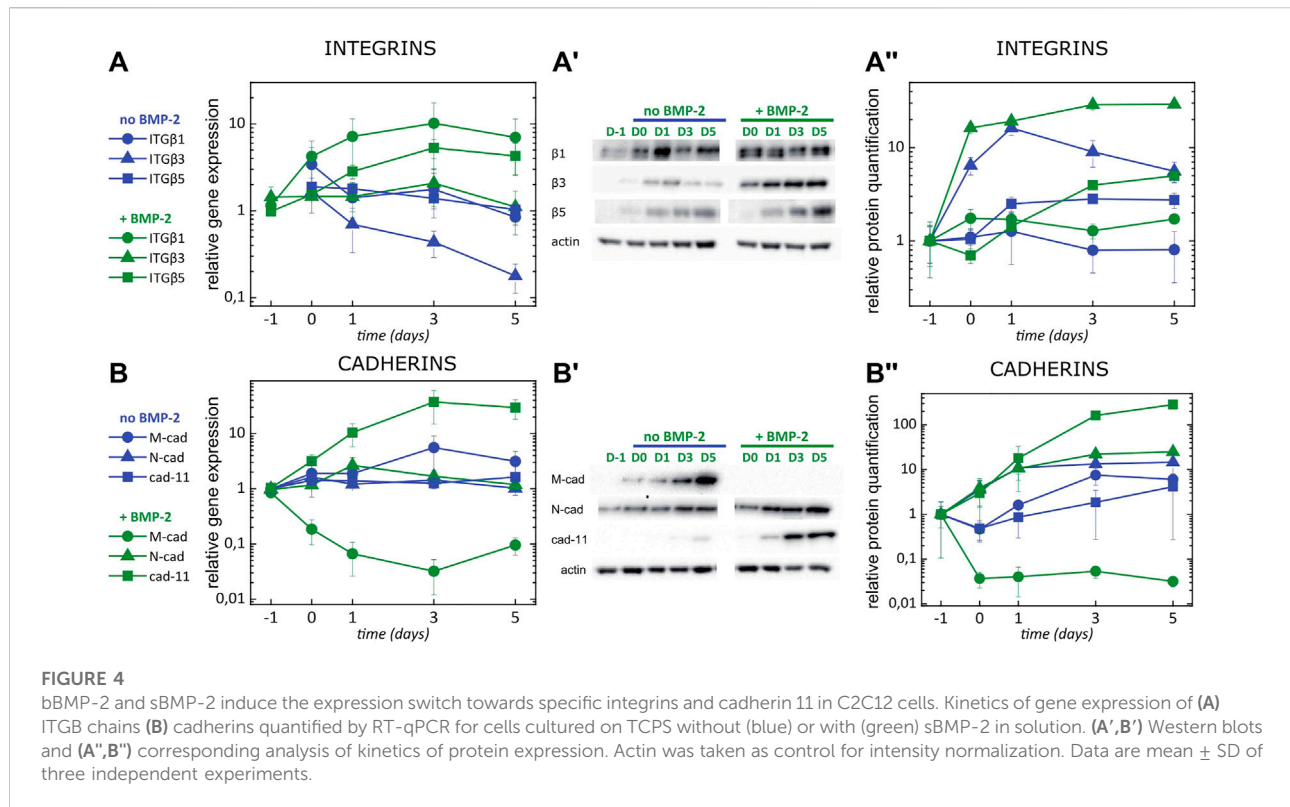 A
INTEGRINS
no BMP-2
ITGβ1
ITGβ3
ITGβ5
+ BMP-2
ITGβ1
ITGβ3
ITGβ5
relative gene expression
10
1
0,1
-1 0 1 3 5
time (days)
A'
no BMP-2 + BMP-2
D-1 D0 D1 D3 D5 D0 D1 D3 D5
β1
β3
β5
actin
A"
INTEGRINS
relative protein quantification
10
1
-1 0 1 3 5
time (days)
B
CADHERINS
no BMP-2
M-cad
N-cad
cad-11
+ BMP-2
M-cad
N-cad
cad-11
relative gene expression
10
1
0,1
0,01
-1 0 1 3 5
time (days)
B'
no BMP-2 + BMP-2
D-1 D0 D1 D3 D5 D0 D1 D3 D5
M-cad
N-cad
cad-11
actin
B"
CADHERINS
relative protein quantification
100
10
1
0,1
0,01
-1 0 1 3 5
time (days)
FIGURE 4
bBMP-2 and sBMP-2 induce the expression switch towards specific integrins and cadherin 11 in C2C12 cells. Kinetics of gene expression of (A)
ITGB chains (B) cadherins quantified by RT-qPCR for cells cultured on TCPS without (blue) or with (green) sBMP-2 in solution. (A',B') Western blots
and (A",B") corresponding analysis of kinetics of protein expression. Actin was taken as control for intensity normalization. Data are mean ± SD of
three independent experiments.